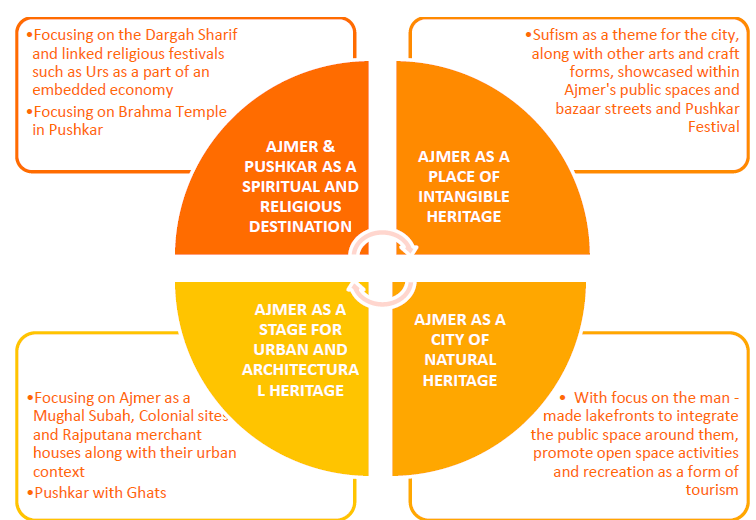 •Focusing on the Dargah Sharif
and linked religious festivals
such as Urs as a part of an
embedded economy
•Focusing on Brahma Temple
in Pushkar
AJMER &
PUSHKAR AS A
SPIRITUAL AND
RELIGIOUS
DESTINATION
•Sufism as a theme for the city,
along with other arts and craft
forms, showcased within
Ajmer's public spaces and
bazaar streets and Pushkar
Festival
AJMER AS A
PLACE OF
INTANGIBLE
HERITAGE
AJMER AS A
STAGE FOR
URBAN AND
ARCHITECTURA
L HERITAGE
•Focusing on Ajmer as a
Mughal Subah, Colonial sites
and Rajputana merchant
houses along with their urban
context
•Pushkar with Ghats
AJMER AS A
CITY OF
NATURAL
HERITAGE
• With focus on the man -
made lakefronts to integrate
the public space around them,
promote open space activities
and recreation as a form of
tourism